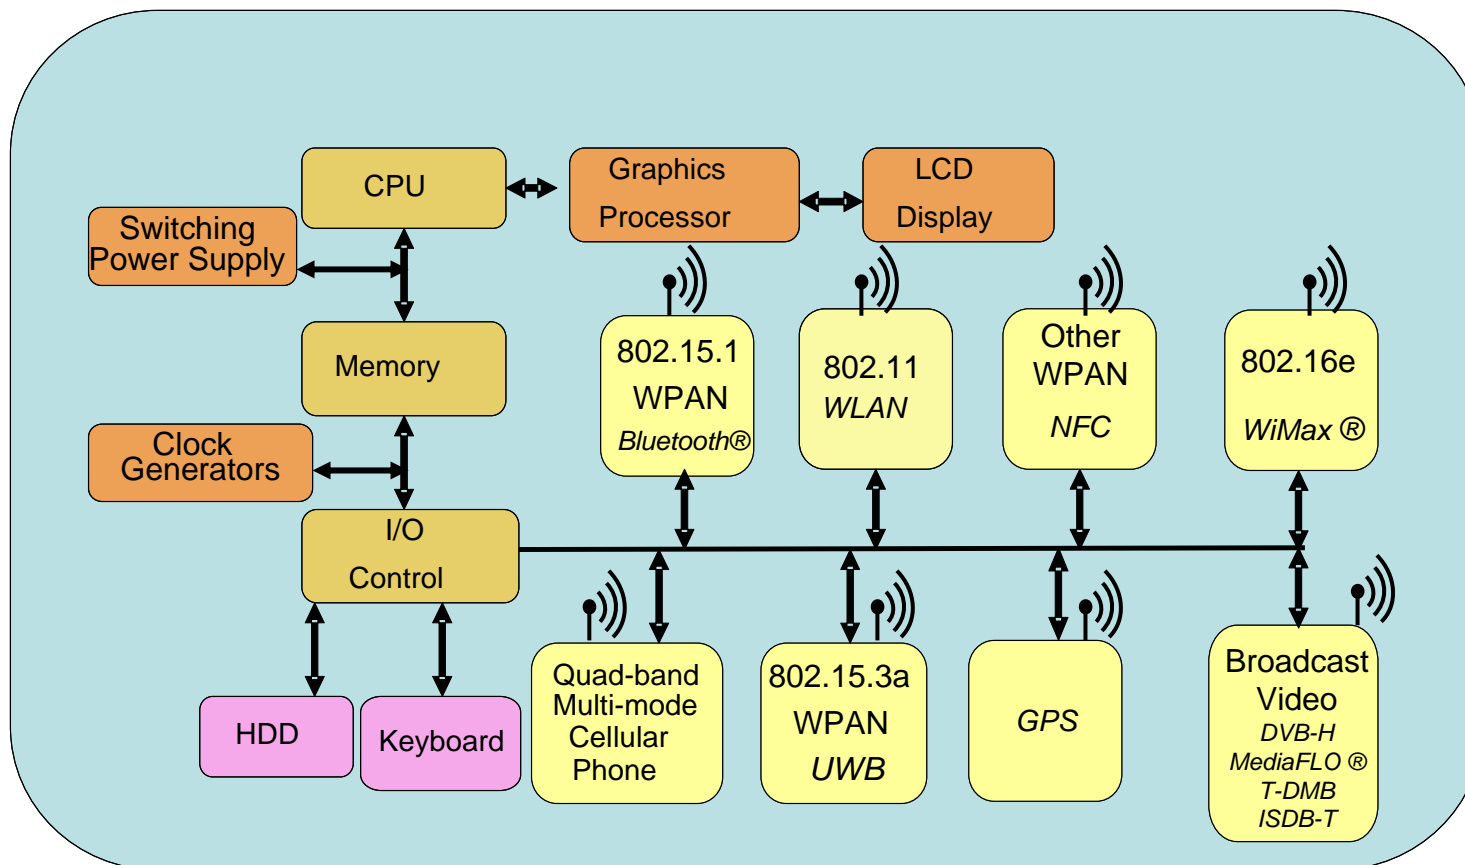 CPU
Graphics
Processor
LCD
Display
Switching
Power Supply
Memory
802.15.1
WPAN
Bluetooth®
802.11
WLAN
Other
WPAN
NFC
802.16e
WiMax ®
Clock
Generators
I/O
Control
HDD
Keyboard
Quad-band
Multi-mode
Cellular
Phone
802.15.3a
WPAN
UWB
GPS
Broadcast
Video
DVB-H
MediaFLO ®
T-DMB
ISDB-T